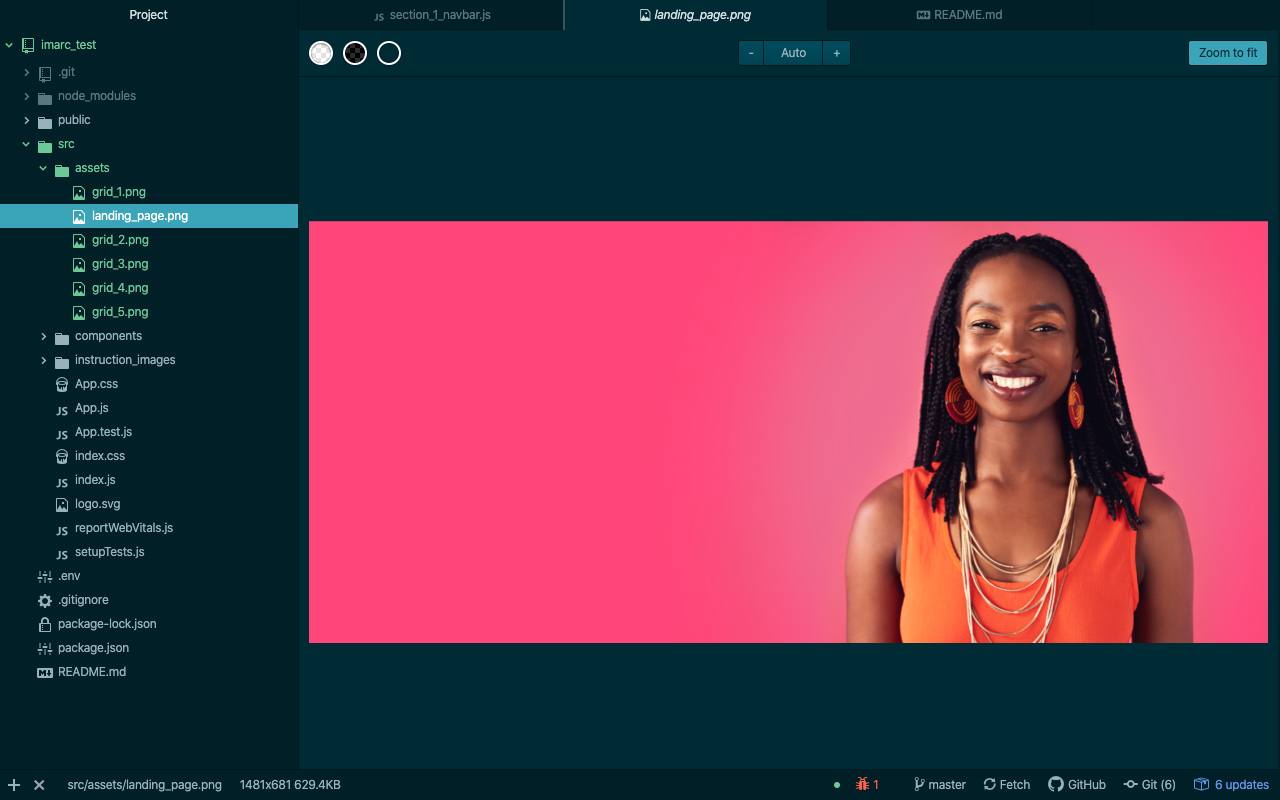 Project
section_1_navbar.js
landing_page.png
README.md
- Auto +
Zoom to fit
imarc_test
.git
node_modules
public
src
assets
grid_1.png
landing_page.png
grid_2.png
grid_3.png
grid_4.png
grid_5.png
components
instruction_images
App.css
JS App.js
JS App.test.js
index.css
JS index.js
logo.svg
JS reportWebVitals.js
JS setupTests.js
.env
.gitignore
package-lock.json
package.json
README.md
src/assets/landing_page.png 1481x681 629.4KB
1 master Fetch GitHub Git (6) 6 updates